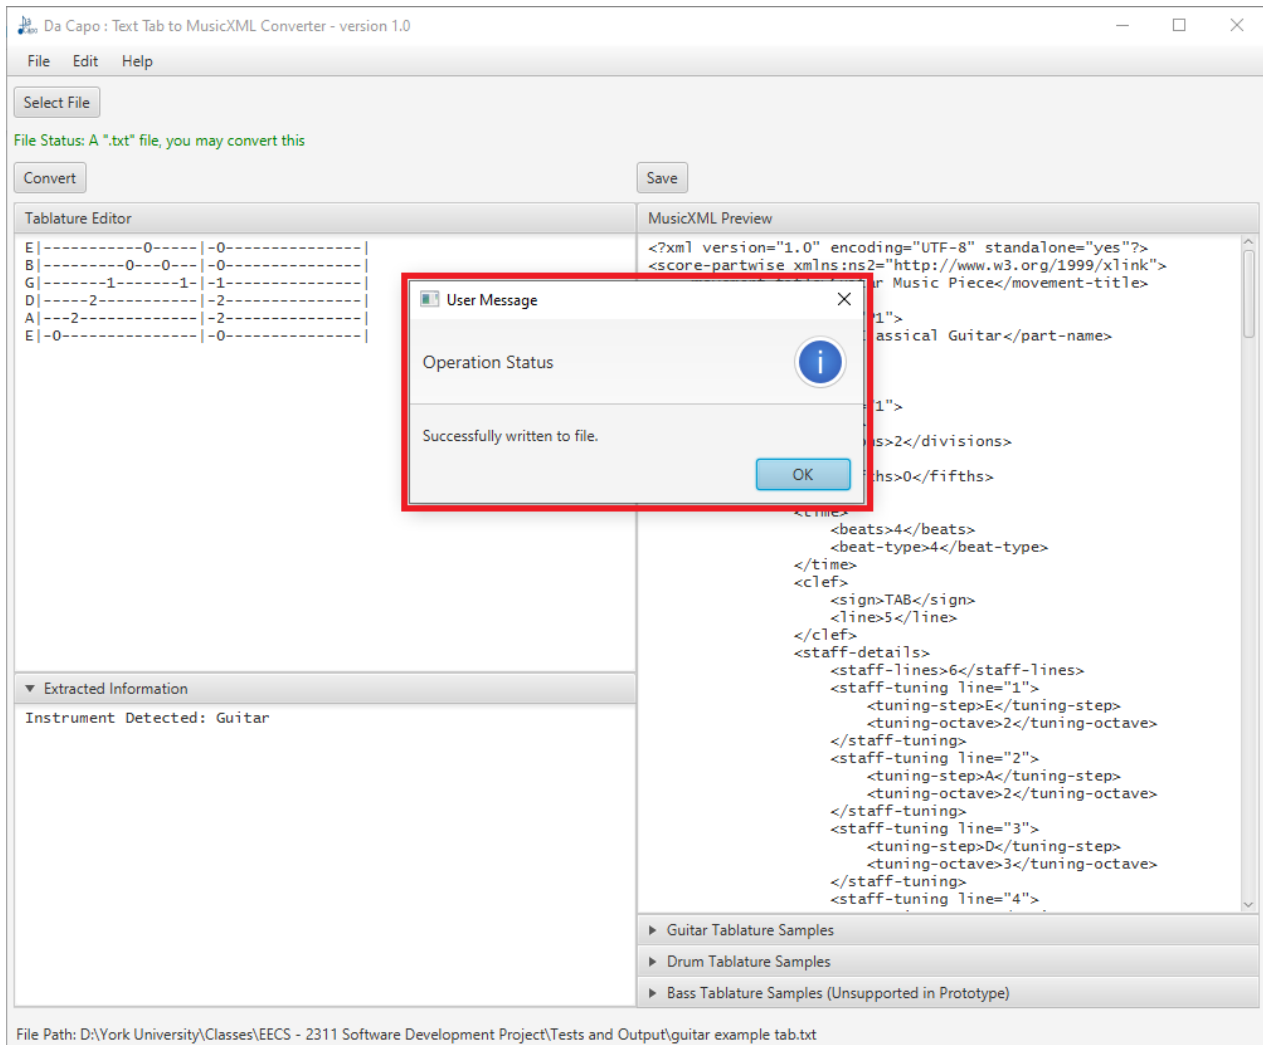 Da Capo : Text Tab to MusicXML Converter - version 1.0
File Edit Help
Select File
File Status: A ".txt" file, you may convert this
Convert
Save
Tablature Editor
E|-----------0-----|-0---------------|
B|---------0---0---|-0---------------|
G|-------1-------1-|-1---------------|
D|-----2-----------|-2---------------|
A|---2-------------|-2---------------|
E|-0---------------|-0---------------|
User Message
Operation Status
Successfully written to file.
OK
Extracted Information
Instrument Detected: Guitar
MusicXML Preview
<?xml version="1.0" encoding="UTF-8" standalone="yes"?>
<score-partwise xmlns:ns2="http://www.w3.org/1999/xlink">
r Music Piece</movement-title>
1">
assical Guitar</part-name>
1">
s>2</divisions>
hs>0</fifths>
<time>
<beats>4</beats>
<beat-type>4</beat-type>
</time>
<clef>
<sign>TAB</sign>
<line>5</line>
</clef>
<staff-details>
<staff-lines>6</staff-lines>
<staff-tuning line="1">
<tuning-step>E</tuning-step>
<tuning-octave>2</tuning-octave>
</staff-tuning>
<staff-tuning line="2">
<tuning-step>A</tuning-step>
<tuning-octave>2</tuning-octave>
</staff-tuning>
<staff-tuning line="3">
<tuning-step>D</tuning-step>
<tuning-octave>3</tuning-octave>
</staff-tuning>
<staff-tuning line="4">
Guitar Tablature Samples
Drum Tablature Samples
Bass Tablature Samples (Unsupported in Prototype)
File Path: D:\York University\Classes\EECS - 2311 Software Development Project\Tests and Output\guitar example tab.txt